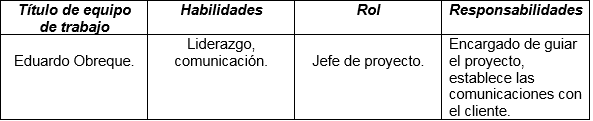 Título de equipo
de trabajo
Habilidades
Rol
Responsabilidades
Eduardo Obreque.
Liderazgo,
comunicación.
Jefe de proyecto.
Encargado de guiar
el proyecto,
establece las
comunicaciones con
el cliente.